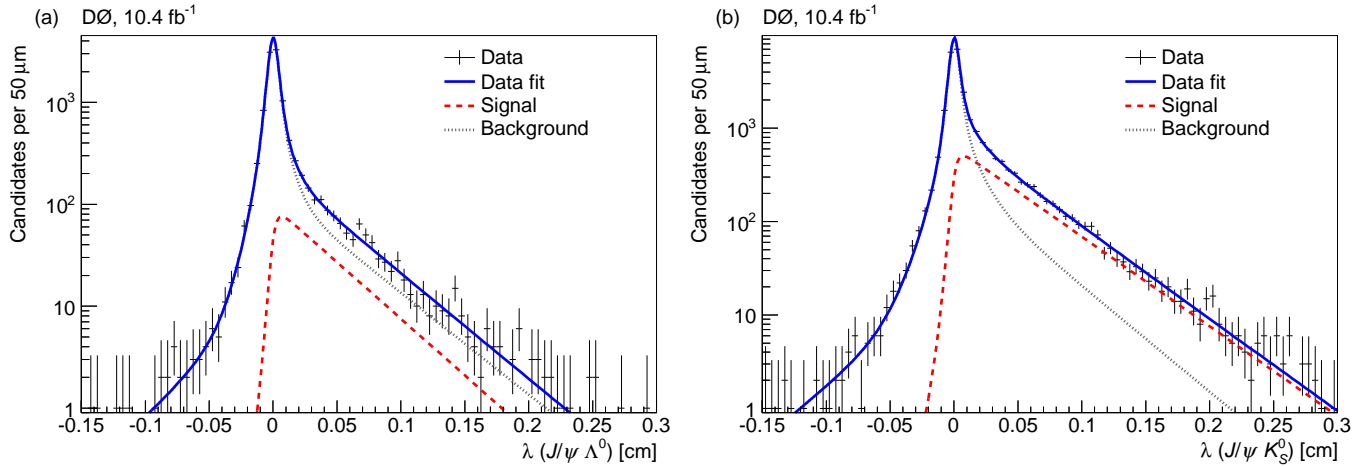 (a) DØ, 10.4 fb⁻¹
Candidates per 50 μm
10³
10²
10
1
Data
Data fit
Signal
Background
-0.15 -0.1 -0.05 0 0.05 0.1 0.15 0.2 0.25 0.3
λ (J/ψ Λ⁰) [cm]
(b) DØ, 10.4 fb⁻¹
Candidates per 50 μm
10³
10²
10
1
Data
Data fit
Signal
Background
-0.15 -0.1 -0.05 0 0.05 0.1 0.15 0.2 0.25 0.3
λ (J/ψ K⁰_S) [cm]